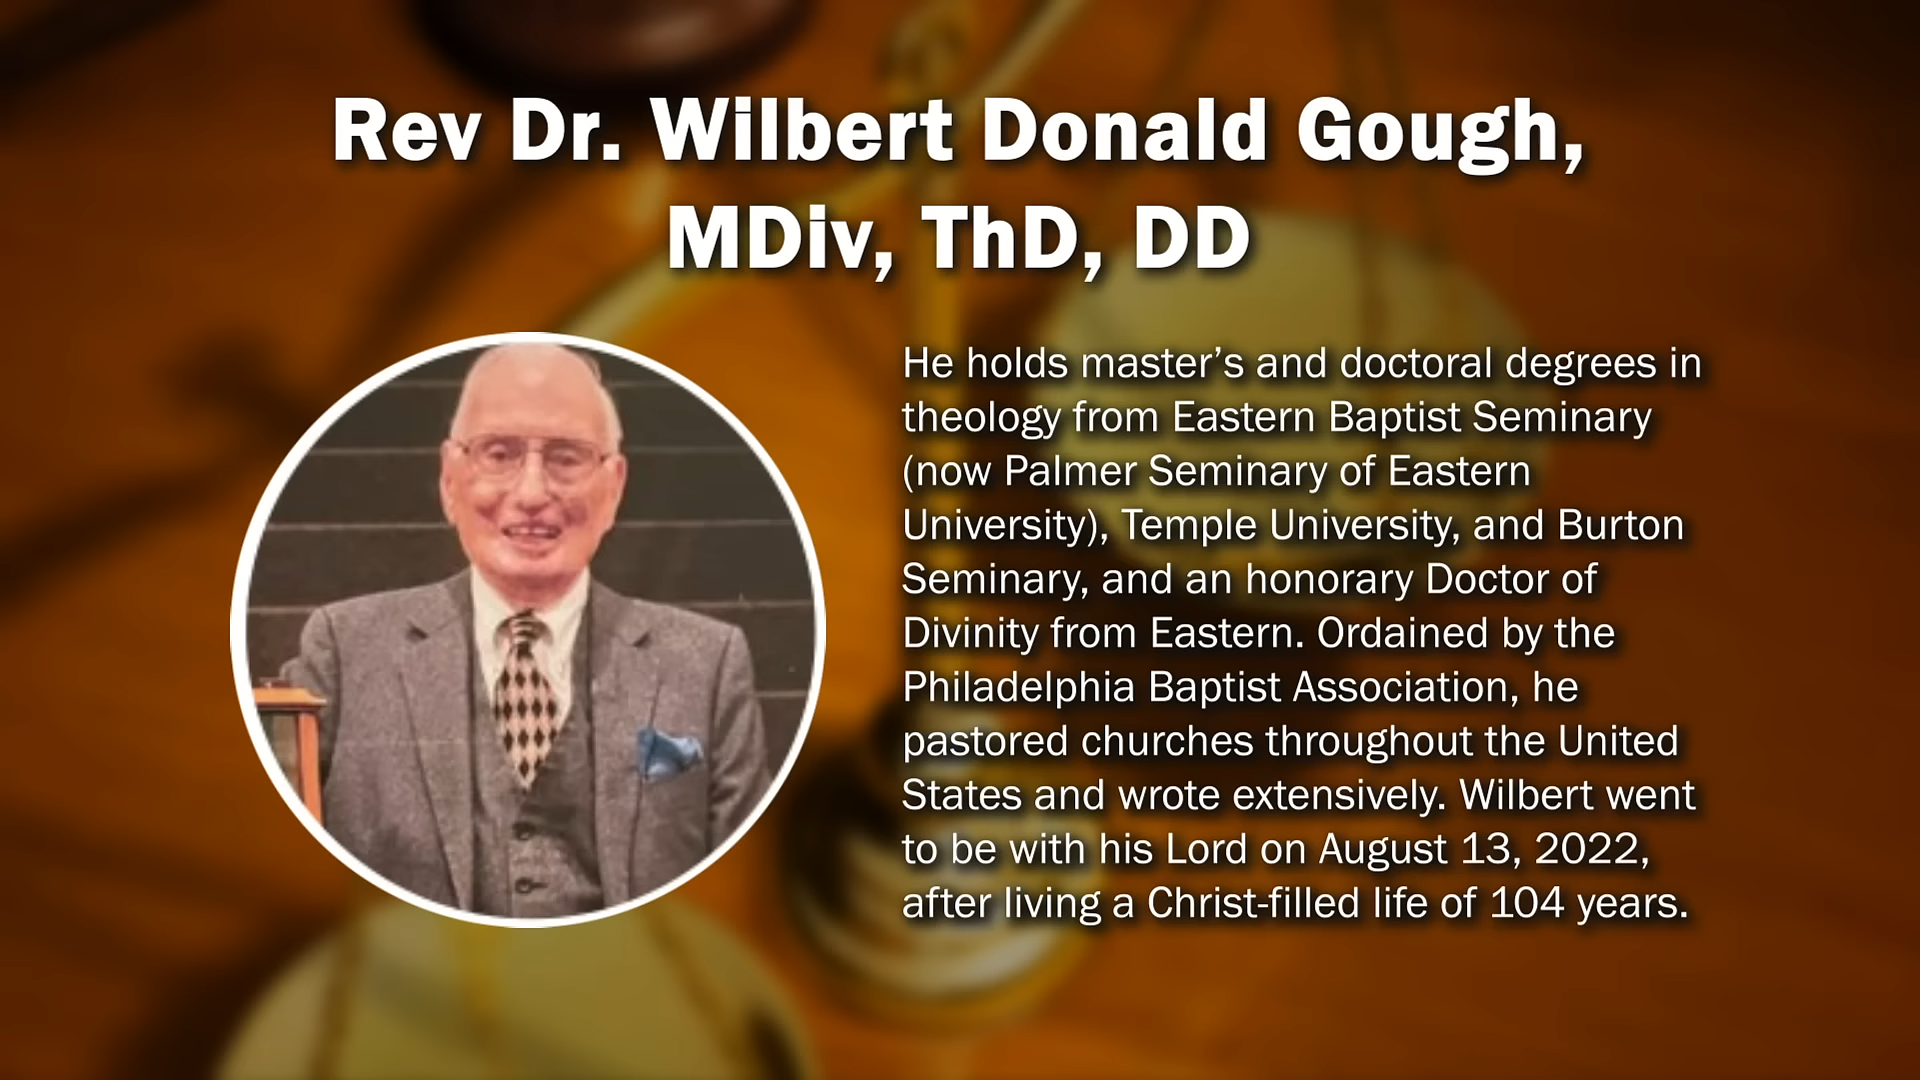 Rev Dr. Wilbert Donald Gough,
MDiv, ThD, DD
He holds master’s and doctoral degrees in
theology from Eastern Baptist Seminary
(now Palmer Seminary of Eastern
University), Temple University, and Burton
Seminary, and an honorary Doctor of
Divinity from Eastern. Ordained by the
Philadelphia Baptist Association, he
pastored churches throughout the United
States and wrote extensively. Wilbert went
to be with his Lord on August 13, 2022,
after living a Christ-filled life of 104 years.